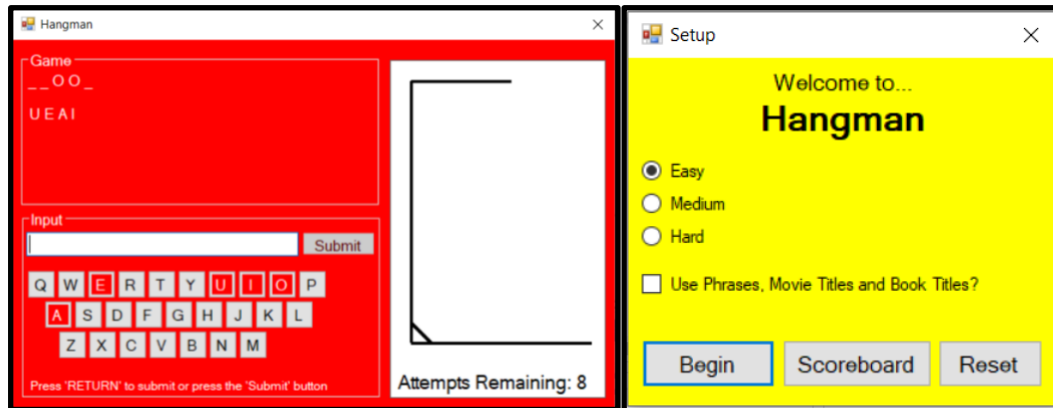 Hangman
Game
_ _ O O _
U E A I
Input
Submit
Q W E R T Y U I O P
A S D F G H J K L
Z X C V B N M
Press 'RETURN' to submit or press the 'Submit' button
Attempts Remaining: 8
Setup
Welcome to...
Hangman
Easy
Medium
Hard
Use Phrases, Movie Titles and Book Titles?
Begin Scoreboard Reset